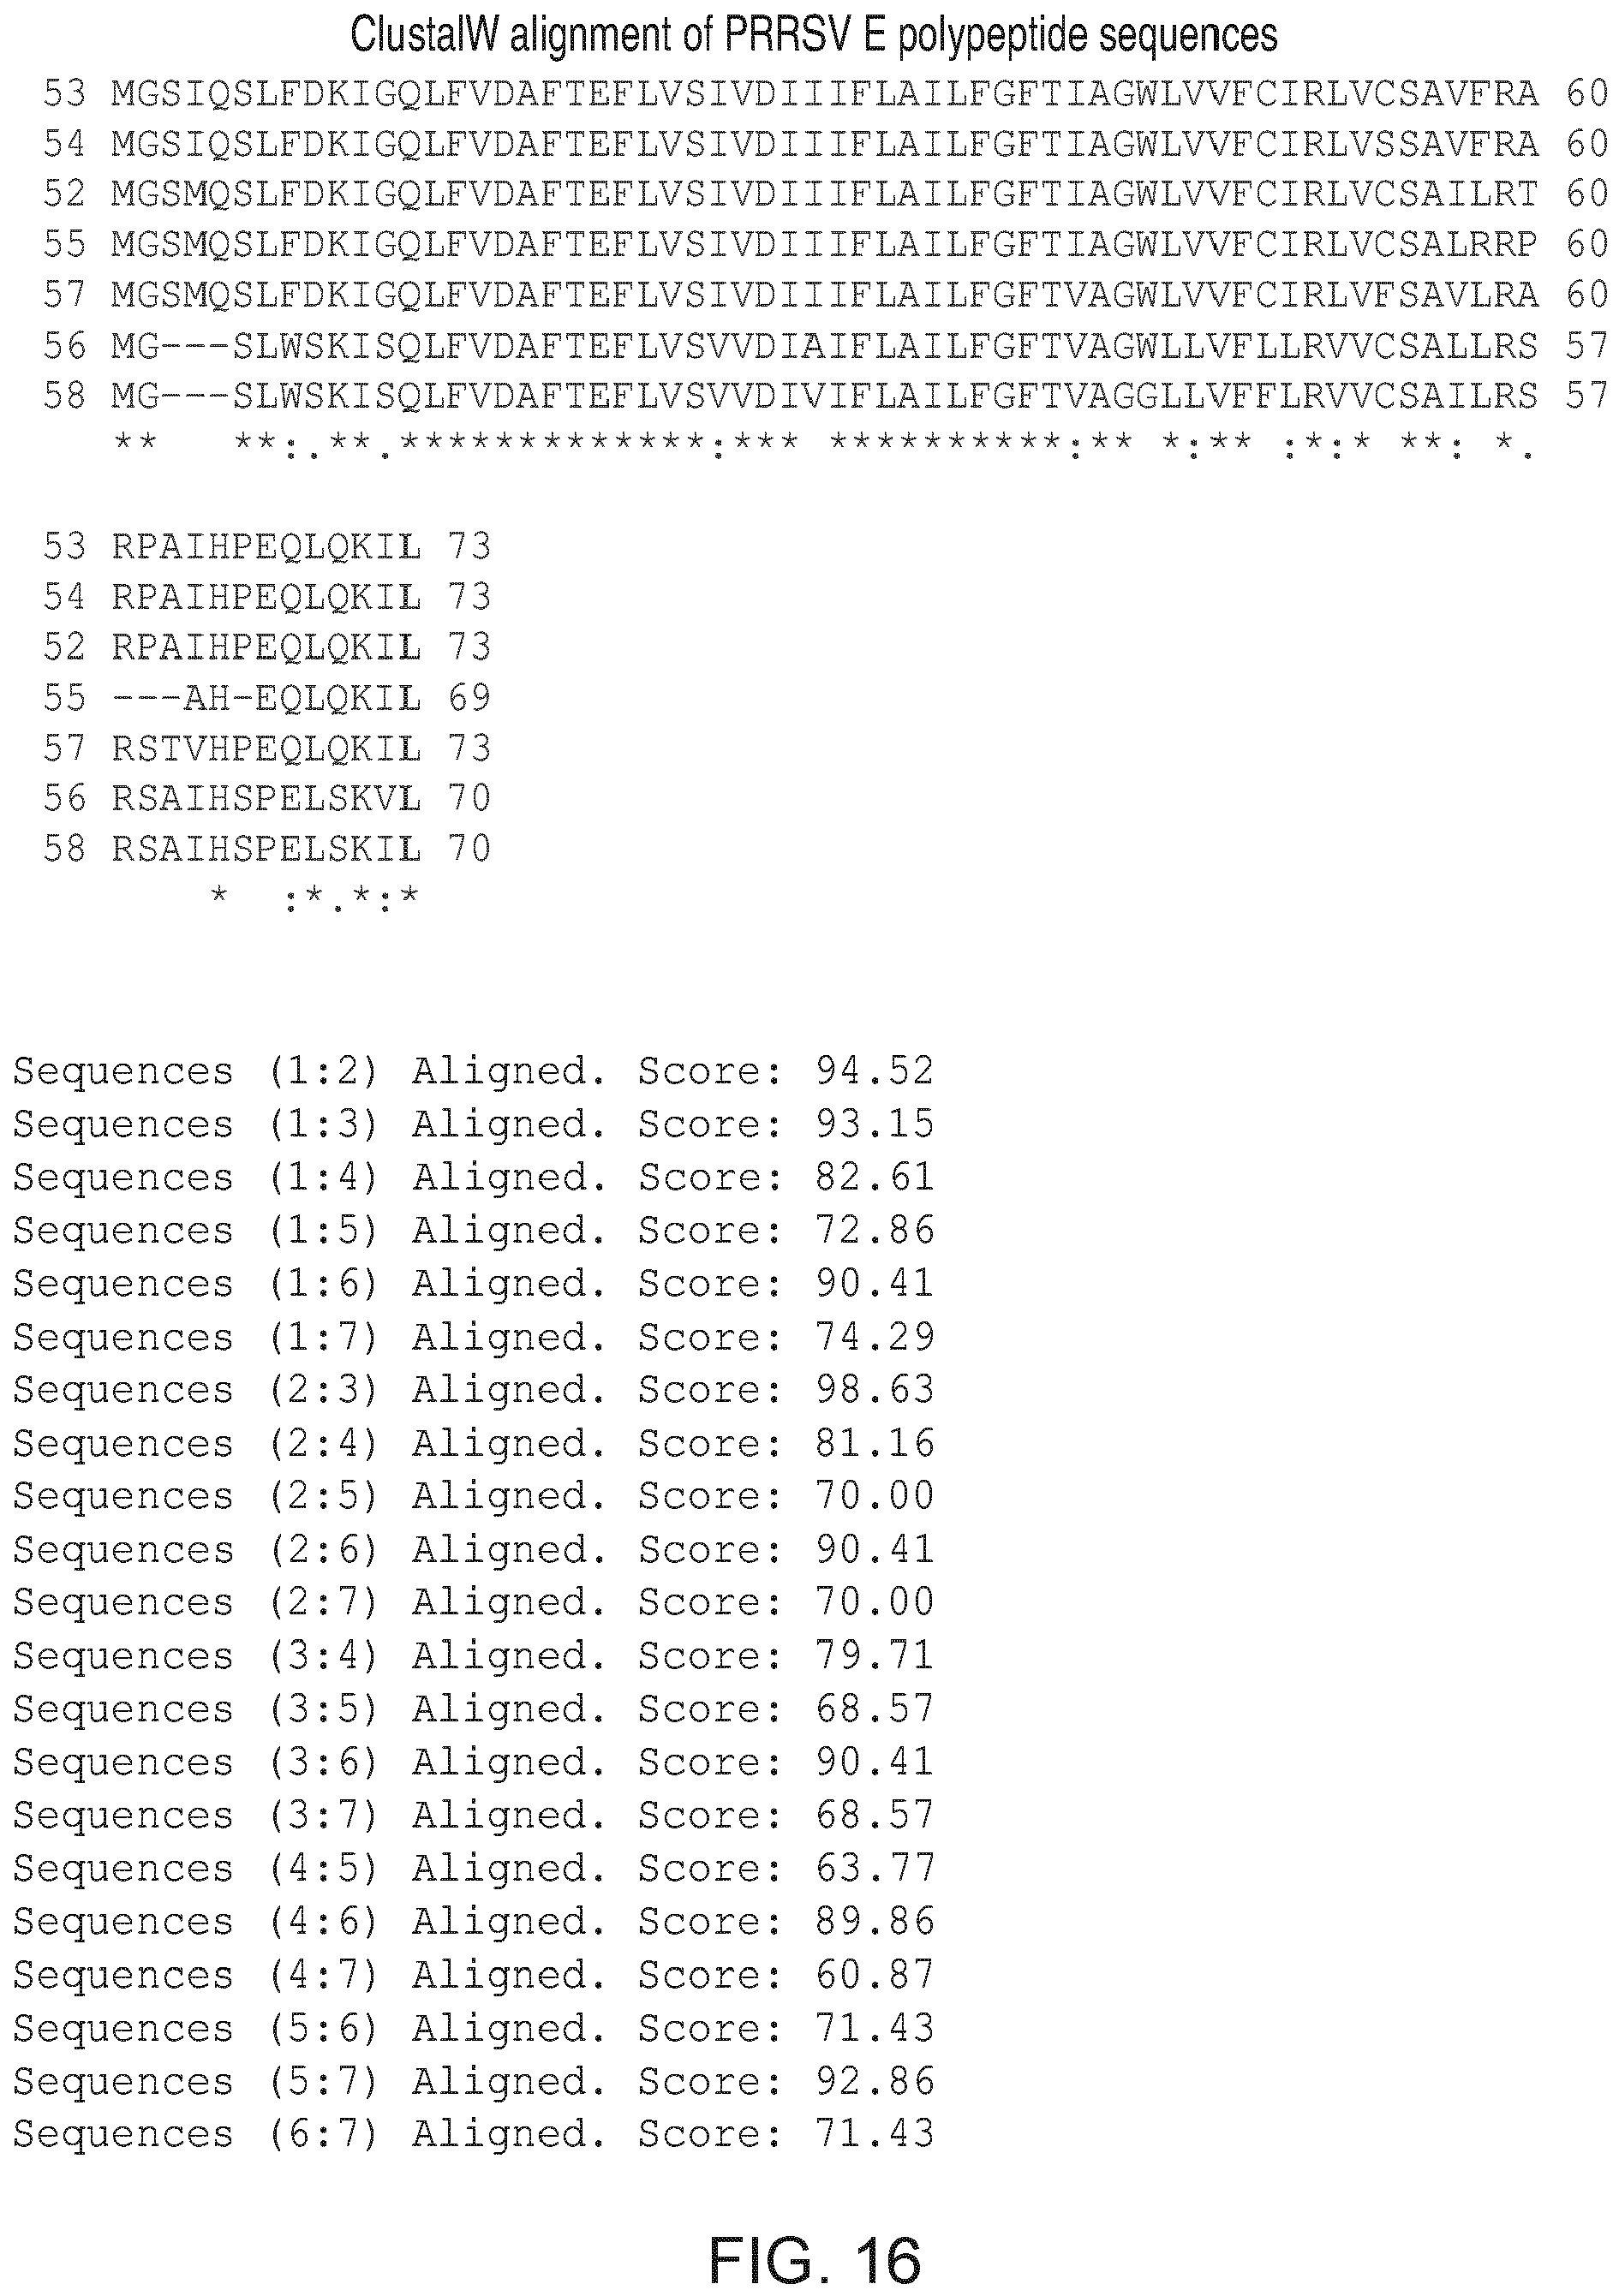 ClustalW alignment of PRRSV E polypeptide sequences
53 MGSIQSLFDKIGQLFVDAFTEFLVSIVDIIIFLAILFGFTIAGWLVVFCIRLVCSAVFRA 60
54 MGSIQSLFDKIGQLFVDAFTEFLVSIVDIIIFLAILFGFTIAGWLVVFCIRLVSSAVFRA 60
52 MGSMQSLFDKIGQLFVDAFTEFLVSIVDIIIFLAILFGFTIAGWLVVFCIRLVCSAILRT 60
55 MGSMQSLFDKIGQLFVDAFTEFLVSIVDIIIFLAILFGFTIAGWLVVFCIRLVCSALRRP 60
57 MGSMQSLFDKIGQLFVDAFTEFLVSIVDIIIFLAILFGFTVAGWLVVFCIRLVFSAVLRA 60
56 MG---SLWSKISQLFVDAFTEFLVSVVDIAIFLAILFGFTVAGWLLVFLLRVVCSALLRS 57
58 MG---SLWSKISQLFVDAFTEFLVSVVDIVIFLAILFGFTVAGGLLVFFLRVVCSAILRS 57
**   **:.**.*************:*** **********:** *:** :*:* **: *.
53 RPAIHPEQLQKIL 73
54 RPAIHPEQLQKIL 73
52 RPAIHPEQLQKIL 73
55 ---AH-EQLQKIL 69
57 RSTVHPEQLQKIL 73
56 RSAIHSPELSKVL 70
58 RSAIHSPELSKIL 70
*  :*.*:*
Sequences (1:2) Aligned. Score: 94.52
Sequences (1:3) Aligned. Score: 93.15
Sequences (1:4) Aligned. Score: 82.61
Sequences (1:5) Aligned. Score: 72.86
Sequences (1:6) Aligned. Score: 90.41
Sequences (1:7) Aligned. Score: 74.29
Sequences (2:3) Aligned. Score: 98.63
Sequences (2:4) Aligned. Score: 81.16
Sequences (2:5) Aligned. Score: 70.00
Sequences (2:6) Aligned. Score: 90.41
Sequences (2:7) Aligned. Score: 70.00
Sequences (3:4) Aligned. Score: 79.71
Sequences (3:5) Aligned. Score: 68.57
Sequences (3:6) Aligned. Score: 90.41
Sequences (3:7) Aligned. Score: 68.57
Sequences (4:5) Aligned. Score: 63.77
Sequences (4:6) Aligned. Score: 89.86
Sequences (4:7) Aligned. Score: 60.87
Sequences (5:6) Aligned. Score: 71.43
Sequences (5:7) Aligned. Score: 92.86
Sequences (6:7) Aligned. Score: 71.43
FIG. 16